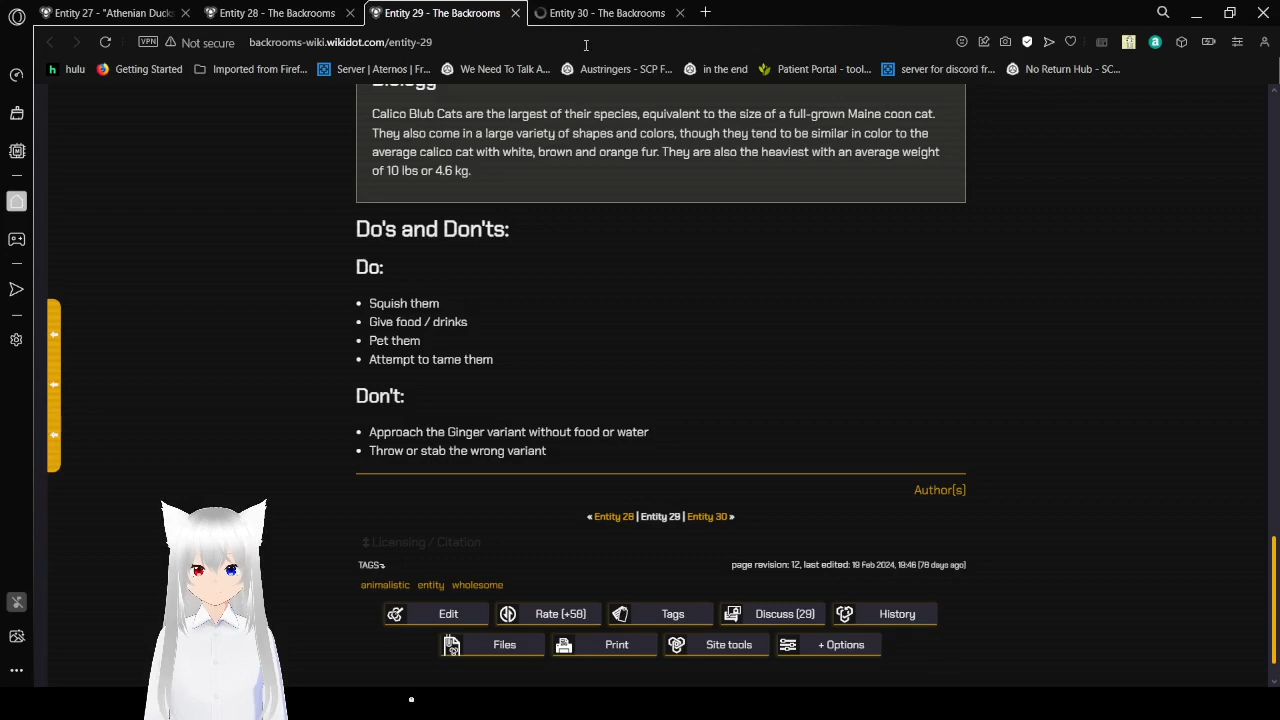 Entity 27 - "Athenian Ducks
Entity 28 - The Backrooms
Entity 29 - The Backrooms
Entity 30 - The Backrooms
VPN
Not secure
backrooms-wiki.wikidot.com/entity-29
hulu
Getting Started
Imported from Firef...
Server | Aternos | Fr...
We Need To Talk A...
Austringers - SCP F...
in the end
Patient Portal - tool...
server for discord fr...
No Return Hub - SC...
Biology
Calico Blub Cats are the largest of their species, equivalent to the size of a full-grown Maine coon cat.
They also come in a large variety of shapes and colors, though they tend to be similar in color to the
average calico cat with white, brown and orange fur. They are also the heaviest with an average weight
of 10 lbs or 4.6 kg.
Do's and Don'ts:
Do:
• Squish them
• Give food / drinks
• Pet them
• Attempt to tame them
Don't:
• Approach the Ginger variant without food or water
• Throw or stab the wrong variant
Author(s)
« Entity 28 | Entity 29 | Entity 30 »
‡ Licensing / Citation
TAGS
page revision: 12, last edited: 19 Feb 2024, 19:46 (78 days ago)
animalistic entity wholesome
Edit
Rate (+58)
Tags
Discuss (29)
History
Files
Print
Site tools
+ Options